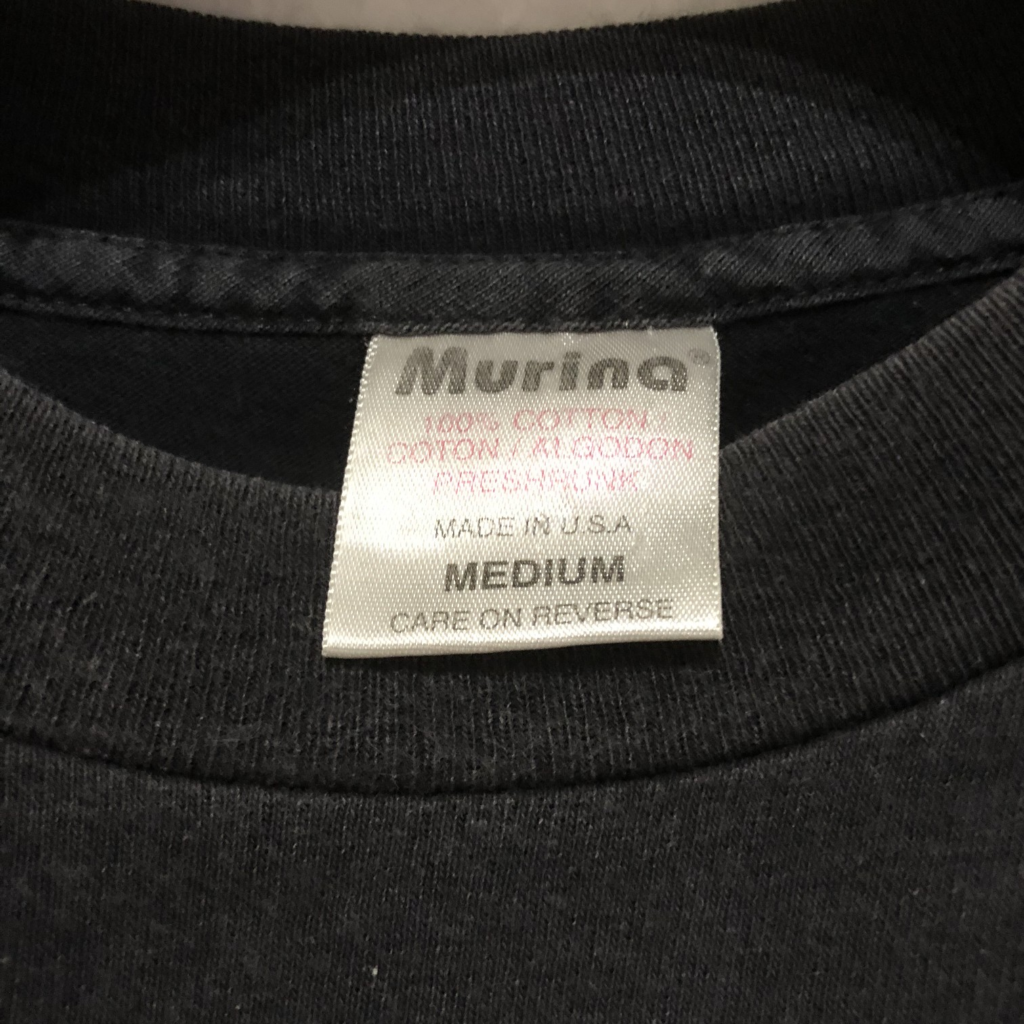 Murina®
100% COTTON /
COTON / ALGODON
PRESHRUNK
MADE IN U.S.A
MEDIUM
CARE ON REVERSE